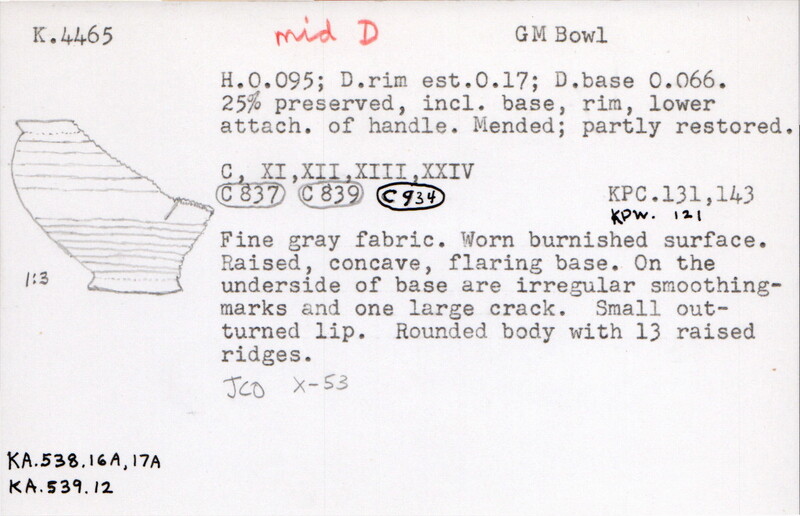 K.4465 mid D GM Bowl
H.0.095; D.rim est.0.17; D.base 0.066.
25% preserved, incl. base, rim, lower
attach. of handle. Mended; partly restored.
C, XI,XII,XIII,XXIV
C 837 C 839 C 934 KPC.131,143
KPW. 121
Fine gray fabric. Worn burnished surface.
Raised, concave, flaring base. On the
underside of base are irregular smoothing-
marks and one large crack. Small out-
turned lip. Rounded body with 13 raised
ridges.
1:3
JCO X-53
KA.538.16A,17A
KA.539.12